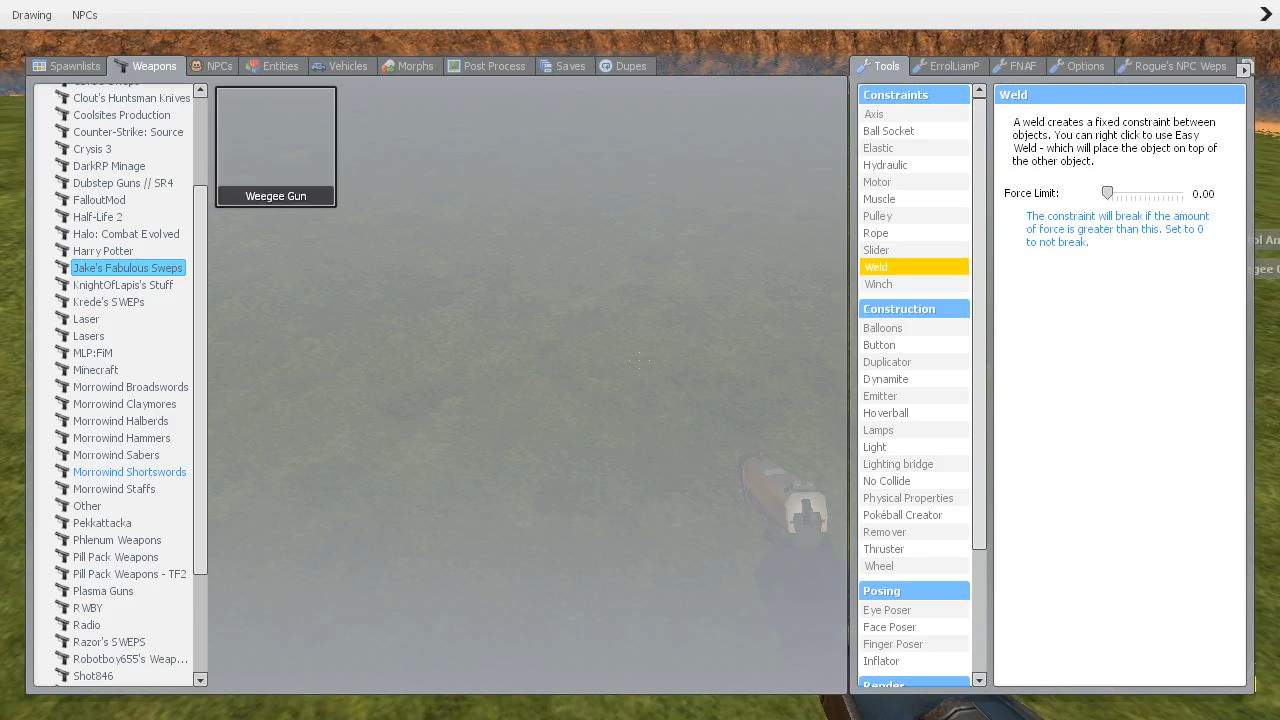 Drawing NPCs
Spawnlists Weapons NPCs Entities Vehicles Morphs Post Process Saves Dupes
Clout's Huntsman Knives
Coolsites Production
Counter-Strike: Source
Crysis 3
DarkRP Minage
Dubstep Guns // SR4
FalloutMod
Half-Life 2
Halo: Combat Evolved
Harry Potter
Jake's Fabulous Sweps
KnightOfLapis's Stuff
Krede's SWEPs
Laser
Lasers
MLP:FiM
Minecraft
Morrowind Broadswords
Morrowind Claymores
Morrowind Halberds
Morrowind Hammers
Morrowind Sabers
Morrowind Shortswords
Morrowind Staffs
Other
Pekkattacka
Phlenum Weapons
Pill Pack Weapons
Pill Pack Weapons - TF2
Plasma Guns
RWBY
Radio
Razor's SWEPS
Robotboy655's Weap...
Shot846
Weegee Gun
Tools ErrolLiamP FNAF Options Rogue's NPC Weps
Constraints
Axis
Ball Socket
Elastic
Hydraulic
Motor
Muscle
Pulley
Rope
Slider
Weld
Winch
Construction
Balloons
Button
Duplicator
Dynamite
Emitter
Hoverball
Lamps
Light
Lighting bridge
No Collide
Physical Properties
Pokéball Creator
Remover
Thruster
Wheel
Posing
Eye Poser
Face Poser
Finger Poser
Inflator
Render
Weld
A weld creates a fixed constraint between
objects. You can right click to use Easy
Weld - which will place the object on top of
the other object.
Force Limit: 0.00
The constraint will break if the amount
of force is greater than this. Set to 0
to not break.